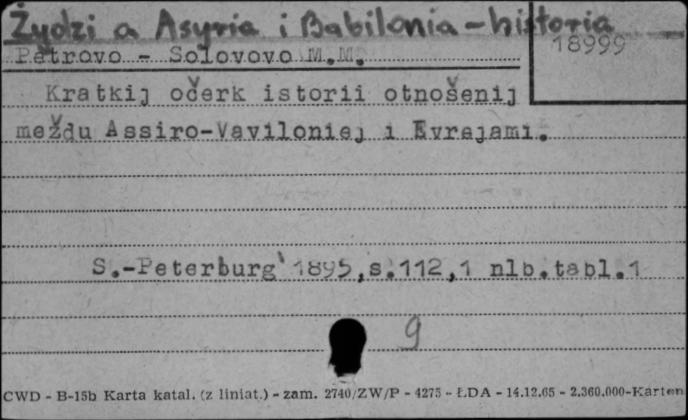 Żydzi a Asyria i Babilonia - historia
18999
Petrovo - Solovovo M.M.
Kratkij očerk istorii otnošenij
meždu Assiro-Vaviloniej i Evrejami.
S.-Peterburg' 1895,s.112,1 nlb.tabl.1
9
CWD - B-15b Karta katal. (z liniat.) - zam. 2740/ZW/P - 4275 - ŁDA - 14.12.65 - 2.360.000-Karten